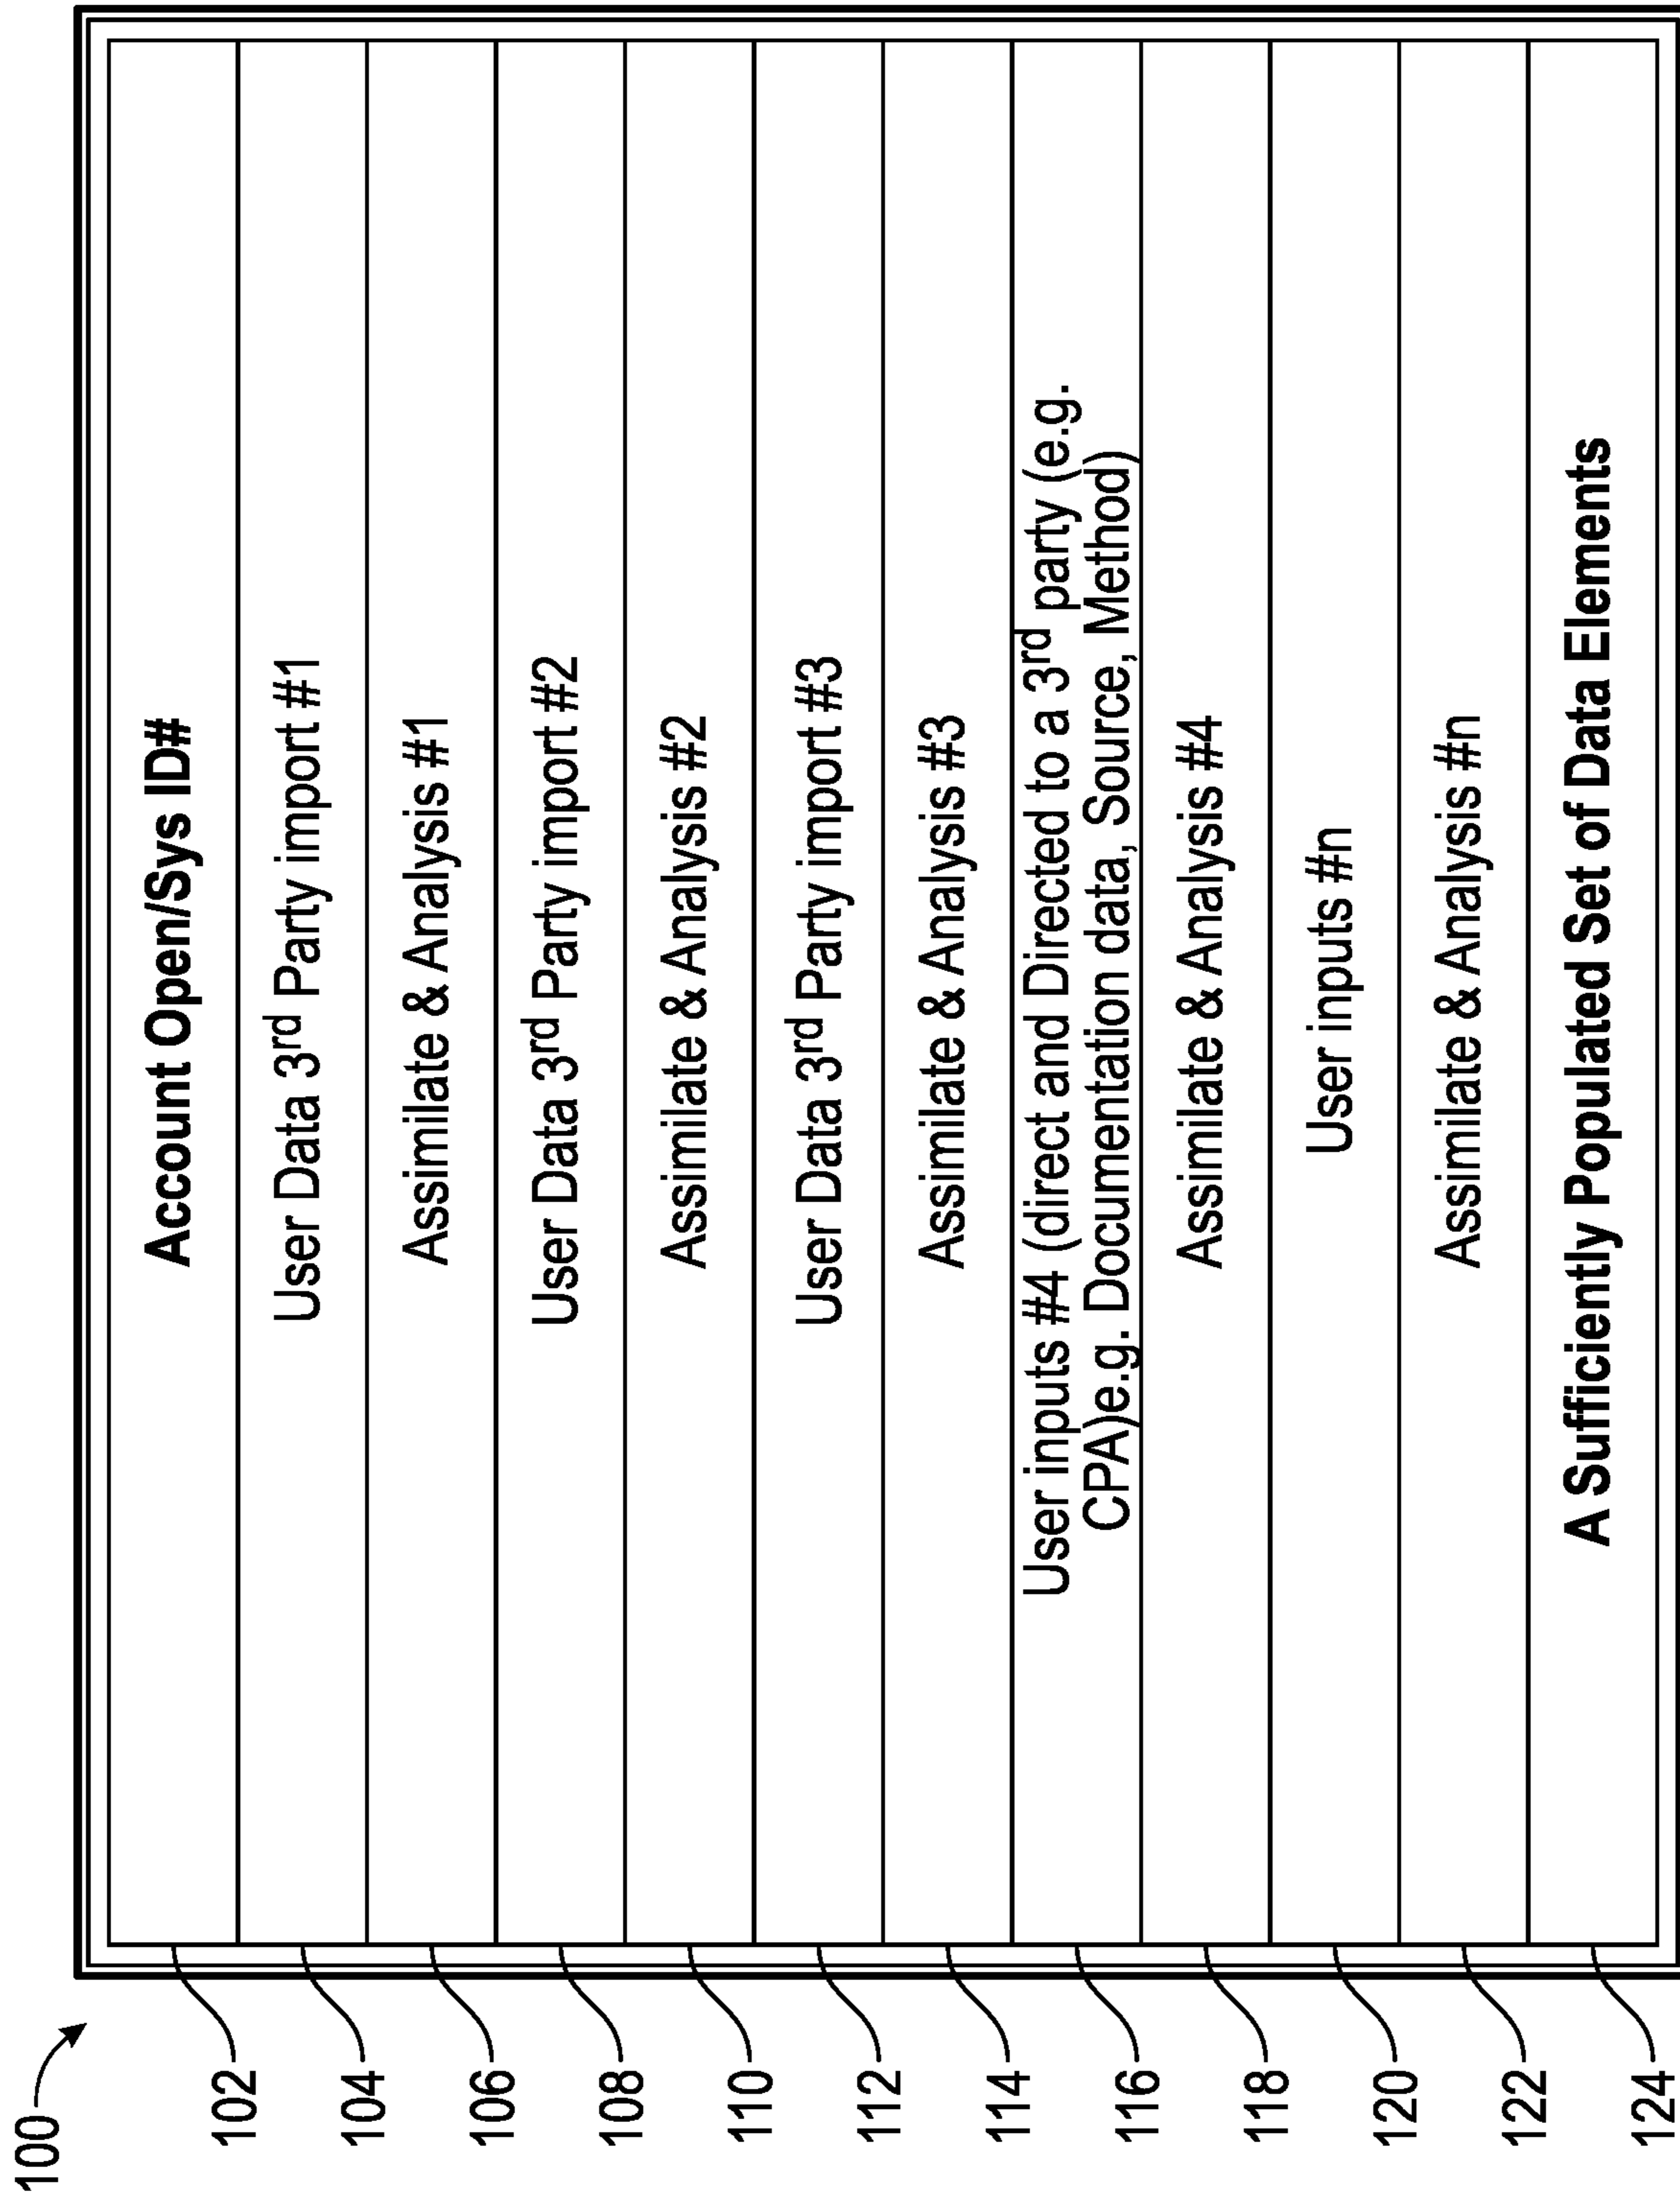 100
102
Account Open/Sys ID#
104
User Data 3rd Party import #1
106
Assimilate & Analysis #1
108
User Data 3rd Party import #2
110
Assimilate & Analysis #2
112
User Data 3rd Party import #3
114
Assimilate & Analysis #3
116
User inputs #4 (direct and Directed to a 3rd party (e.g.
CPA)e.g. Documentation data, Source, Method)
118
Assimilate & Analysis #4
120
User inputs #n
122
Assimilate & Analysis #n
124
A Sufficiently Populated Set of Data Elements